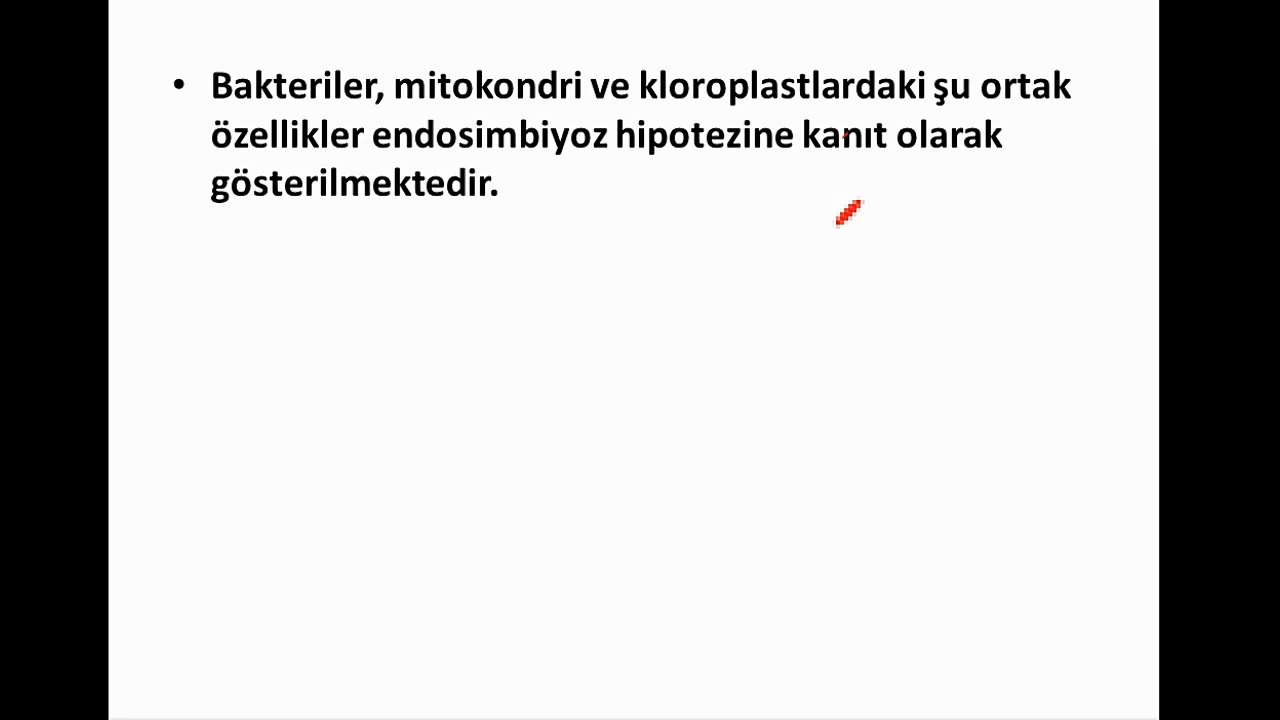 • Bakteriler, mitokondri ve kloroplastlardaki şu ortak
özellikler endosimbiyoz hipotezine kanıt olarak
gösterilmektedir.